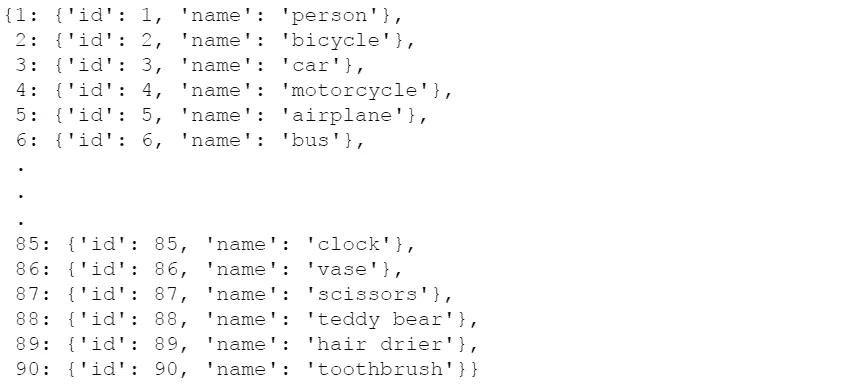 {1: {'id': 1, 'name': 'person'},
2: {'id': 2, 'name': 'bicycle'},
3: {'id': 3, 'name': 'car'},
4: {'id': 4, 'name': 'motorcycle'},
5: {'id': 5, 'name': 'airplane'},
6: {'id': 6, 'name': 'bus'},
.
.
.
85: {'id': 85, 'name': 'clock'},
86: {'id': 86, 'name': 'vase'},
87: {'id': 87, 'name': 'scissors'},
88: {'id': 88, 'name': 'teddy bear'},
89: {'id': 89, 'name': 'hair drier'},
90: {'id': 90, 'name': 'toothbrush'}}